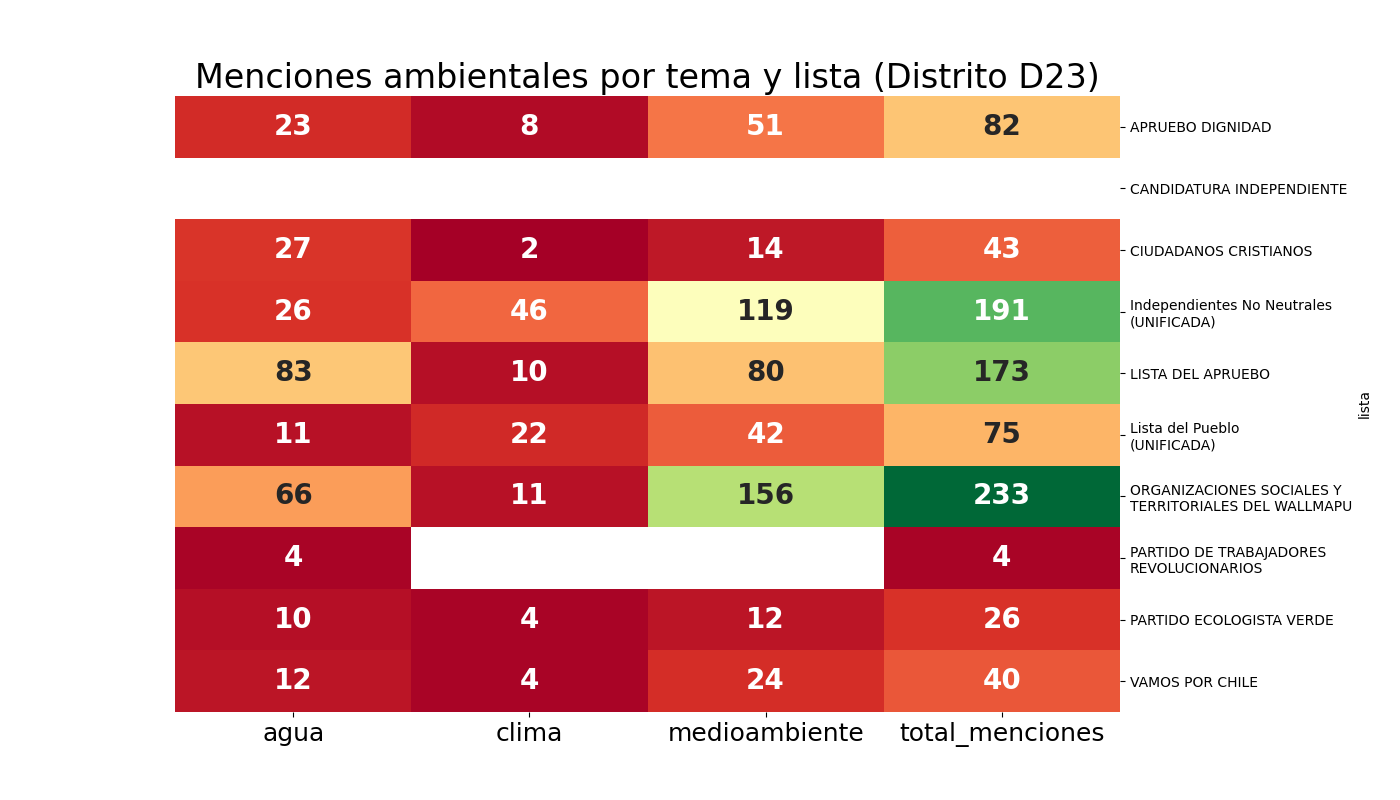 Menciones ambientales por tema y lista (Distrito D23)
23 8 51 82 APRUEBO DIGNIDAD
CANDIDATURA INDEPENDIENTE
27 2 14 43 CIUDADANOS CRISTIANOS
26 46 119 191 Independientes No Neutrales
(UNIFICADA)
83 10 80 173 LISTA DEL APRUEBO
lista
11 22 42 75 Lista del Pueblo
(UNIFICADA)
66 11 156 233 ORGANIZACIONES SOCIALES Y
TERRITORIALES DEL WALLMAPU
4 4 PARTIDO DE TRABAJADORES
REVOLUCIONARIOS
10 4 12 26 PARTIDO ECOLOGISTA VERDE
12 4 24 40 VAMOS POR CHILE
agua clima medioambiente total_menciones